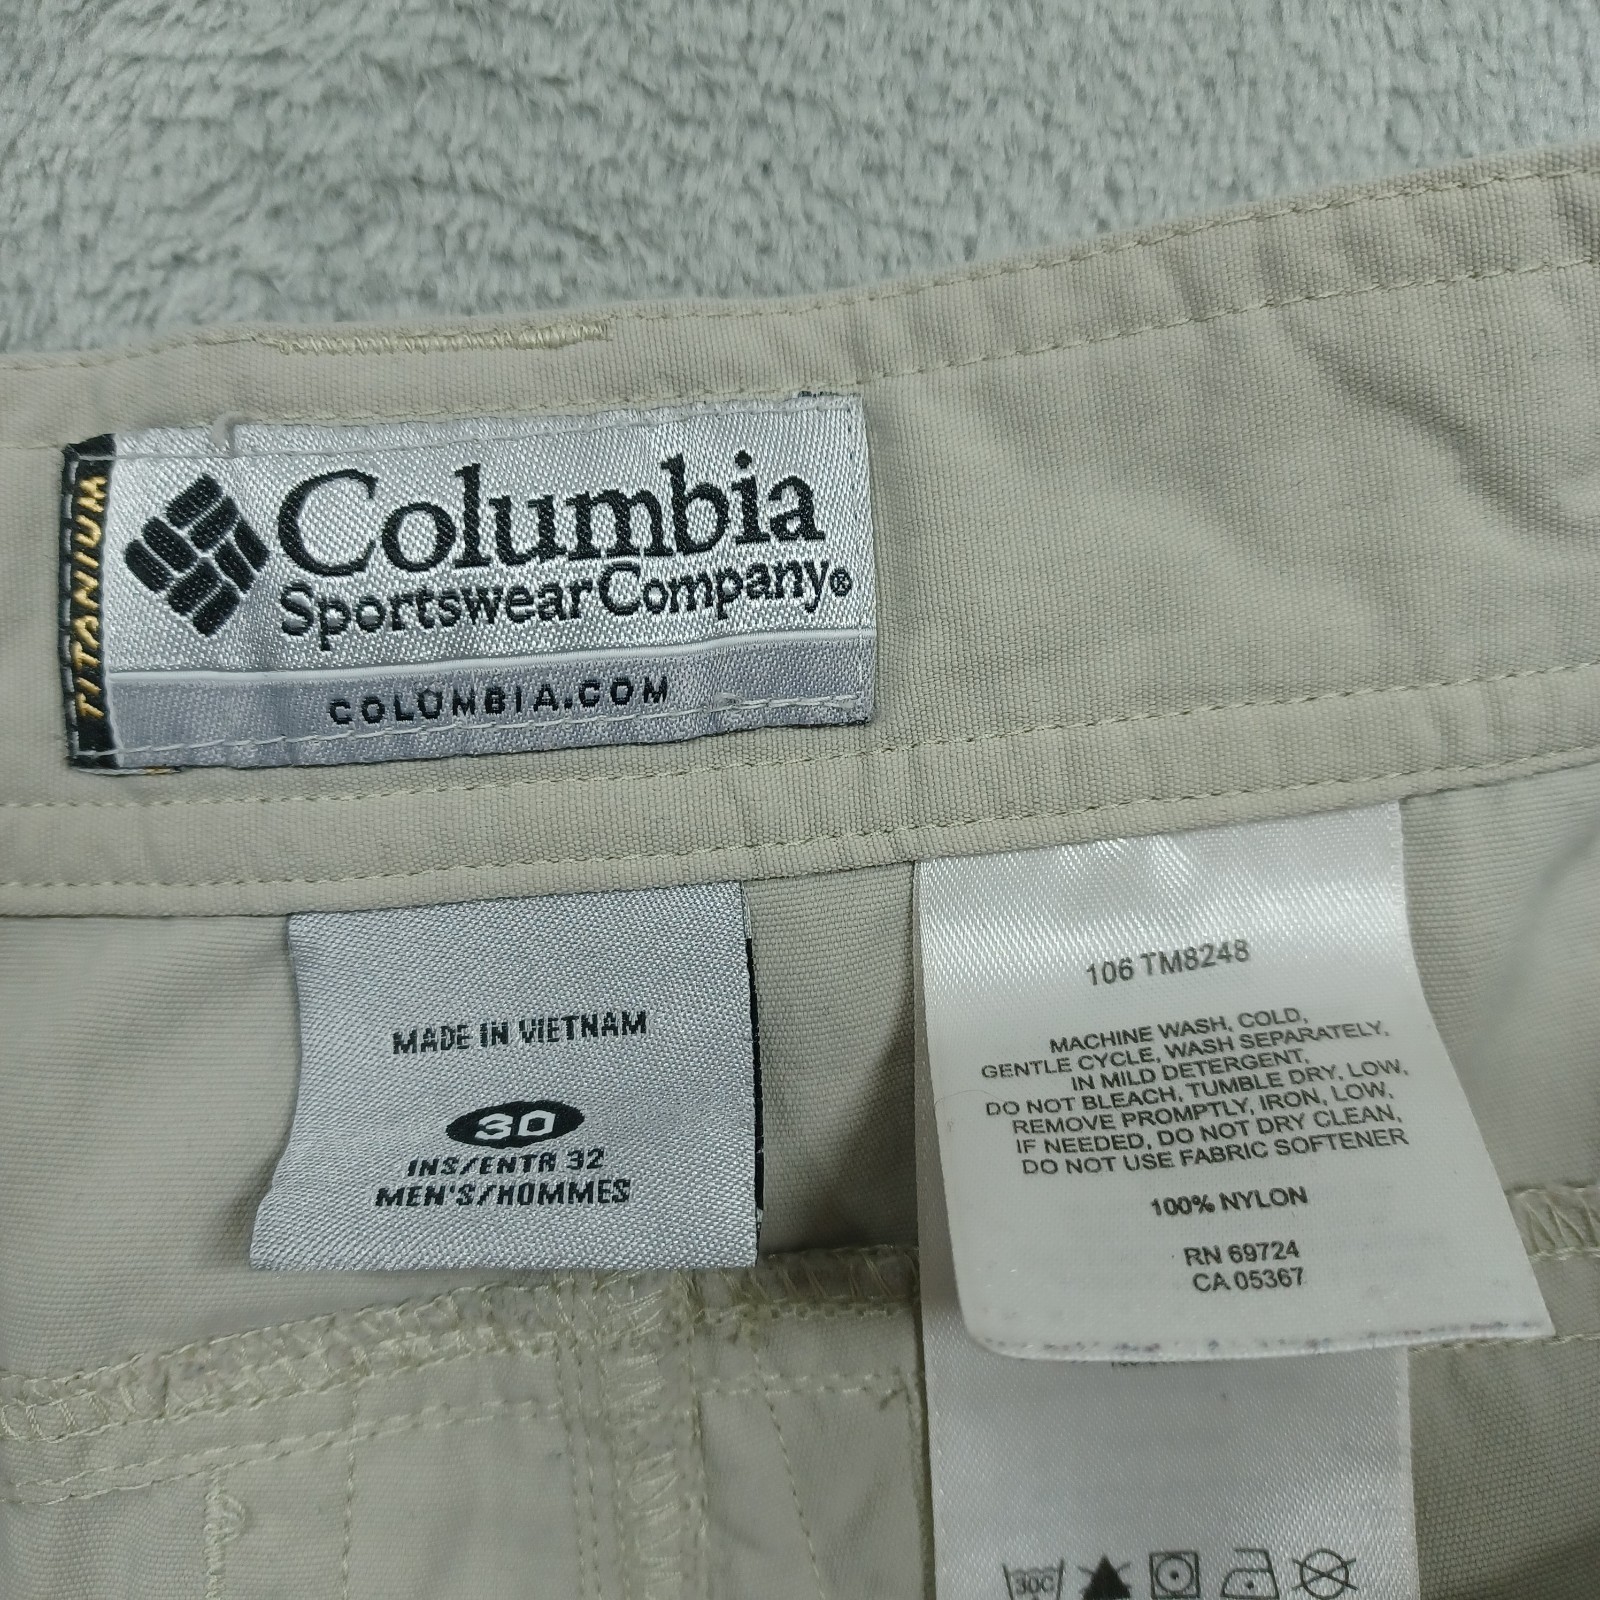 TITANIUM
Columbia
Sportswear Company®
COLUMBIA.COM
MADE IN VIETNAM
30
INS/ENTR 32
MEN'S/HOMMES
106 TM8248
MACHINE WASH, COLD,
GENTLE CYCLE, WASH SEPARATELY,
IN MILD DETERGENT,
DO NOT BLEACH, TUMBLE DRY, LOW,
REMOVE PROMPTLY, IRON, LOW,
IF NEEDED, DO NOT DRY CLEAN,
DO NOT USE FABRIC SOFTENER
100% NYLON
RN 69724
CA 05367
30C